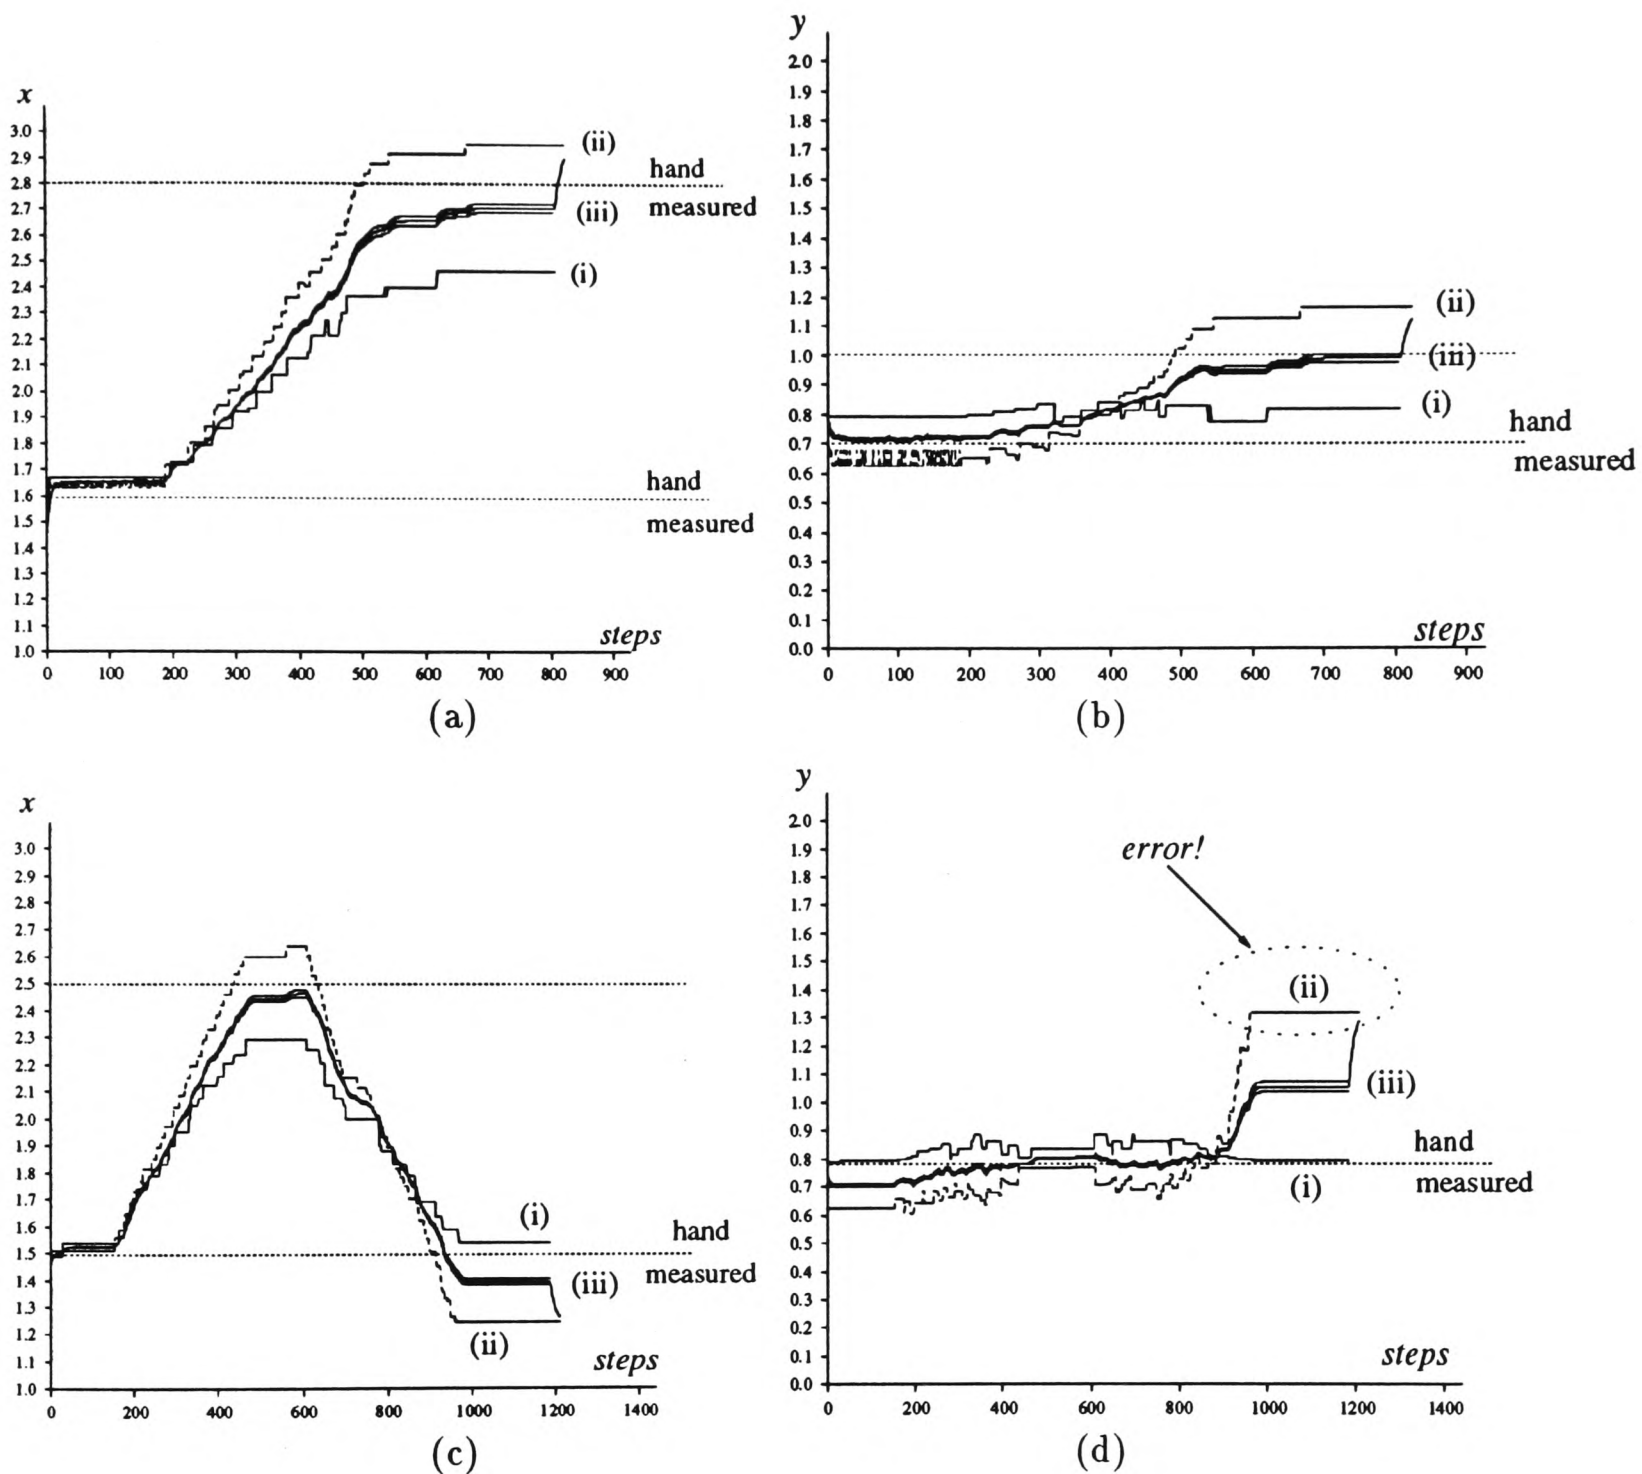 x
3.0
2.9
2.8
2.7
2.6
2.5
2.4
2.3
2.2
2.1
2.0
1.9
1.8
1.7
1.6
1.5
1.4
1.3
1.2
1.1
1.0
(ii)
hand
measured
(iii)
(i)
hand
measured
steps
0 100 200 300 400 500 600 700 800 900
(a)
y
2.0
1.9
1.8
1.7
1.6
1.5
1.4
1.3
1.2
1.1
1.0
0.9
0.8
0.7
0.6
0.5
0.4
0.3
0.2
0.1
0.0
(ii)
(iii)
(i)
hand
measured
steps
0 100 200 300 400 500 600 700 800 900
(b)
x
3.0
2.9
2.8
2.7
2.6
2.5
2.4
2.3
2.2
2.1
2.0
1.9
1.8
1.7
1.6
1.5
1.4
1.3
1.2
1.1
1.0
(i)
hand
measured
(iii)
(ii)
steps
0 200 400 600 800 1000 1200 1400
(c)
y
2.0
1.9
1.8
1.7
1.6
1.5
1.4
1.3
1.2
1.1
1.0
0.9
0.8
0.7
0.6
0.5
0.4
0.3
0.2
0.1
0.0
error!
(ii)
(iii)
hand
measured
(i)
steps
0 200 400 600 800 1000 1200 1400
(d)